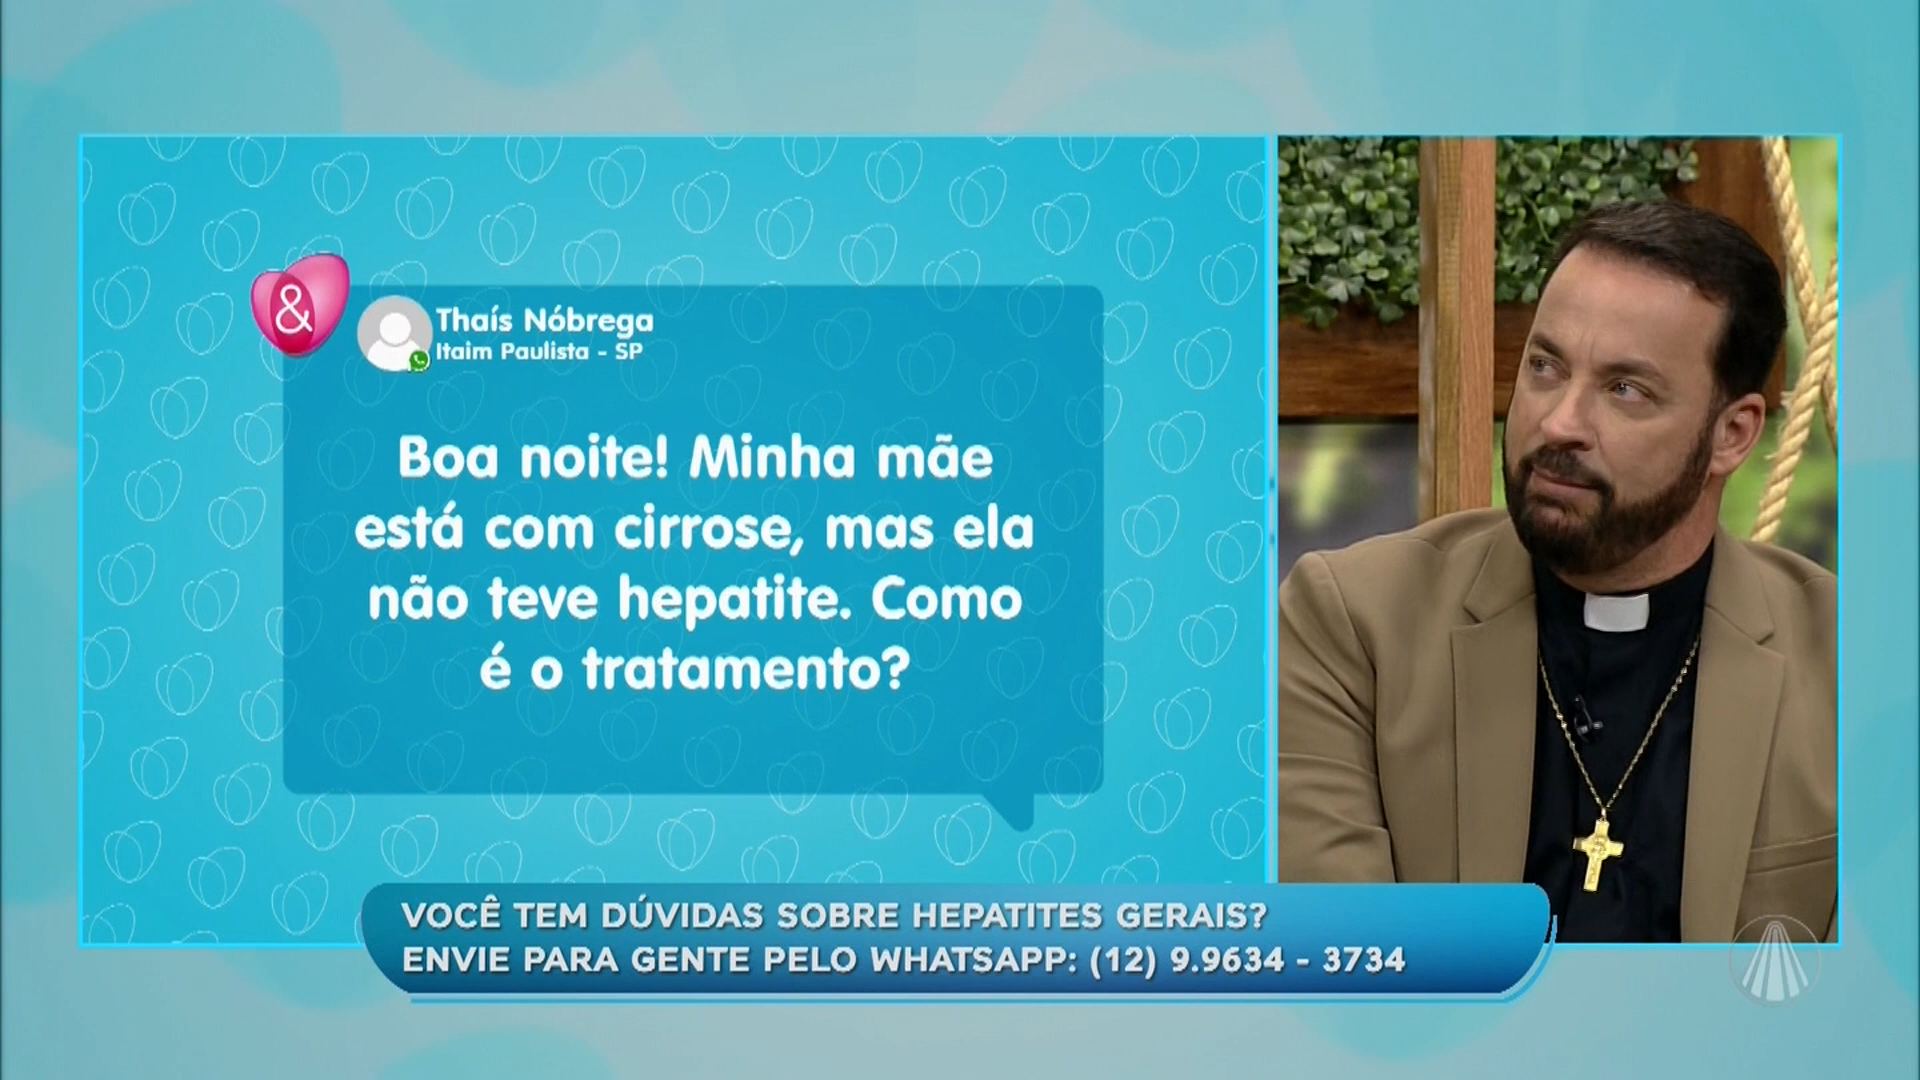 &
Thaís Nóbrega
Itaim Paulista - SP
Boa noite! Minha mãe
está com cirrose, mas ela
não teve hepatite. Como
é o tratamento?
VOCÊ TEM DÚVIDAS SOBRE HEPATITES GERAIS?
ENVIE PARA GENTE PELO WHATSAPP: (12) 9.9634 - 3734